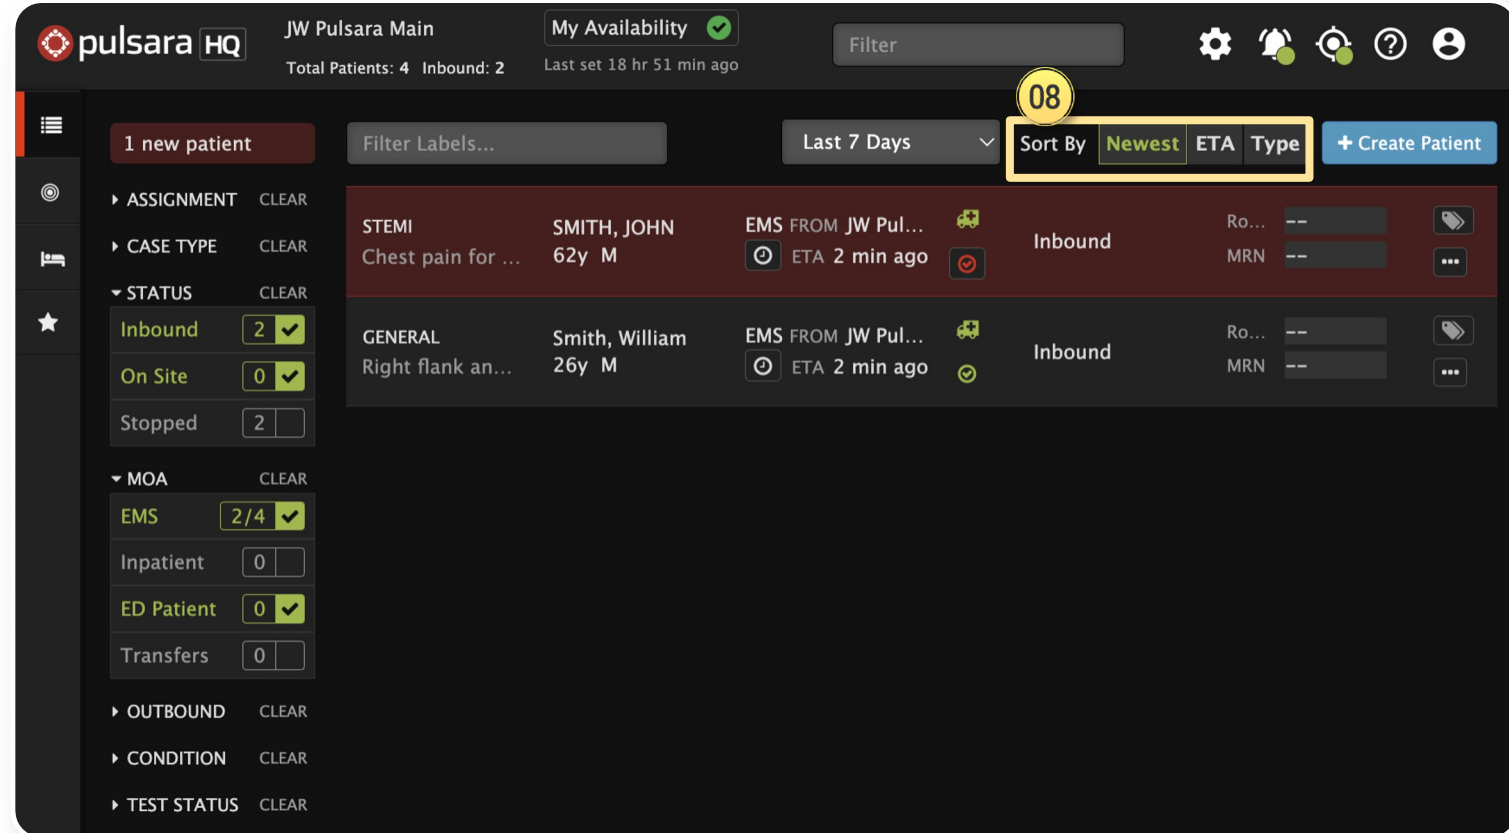 pulsara HQ
JW Pulsara Main
Total Patients: 4 Inbound: 2
My Availability
Last set 18 hr 51 min ago
Filter
08
1 new patient
Filter Labels...
Last 7 Days
Sort By Newest ETA Type
+ Create Patient
ASSIGNMENT CLEAR
CASE TYPE CLEAR
STATUS CLEAR
Inbound 2
On Site 0
Stopped 2
MOA CLEAR
EMS 2/4
Inpatient 0
ED Patient 0
Transfers 0
OUTBOUND CLEAR
CONDITION CLEAR
TEST STATUS CLEAR
STEMI
Chest pain for ...
SMITH, JOHN
62y M
EMS FROM JW Pul...
ETA 2 min ago
Inbound
Ro... --
MRN --
GENERAL
Right flank an...
Smith, William
26y M
EMS FROM JW Pul...
ETA 2 min ago
Inbound
Ro... --
MRN --